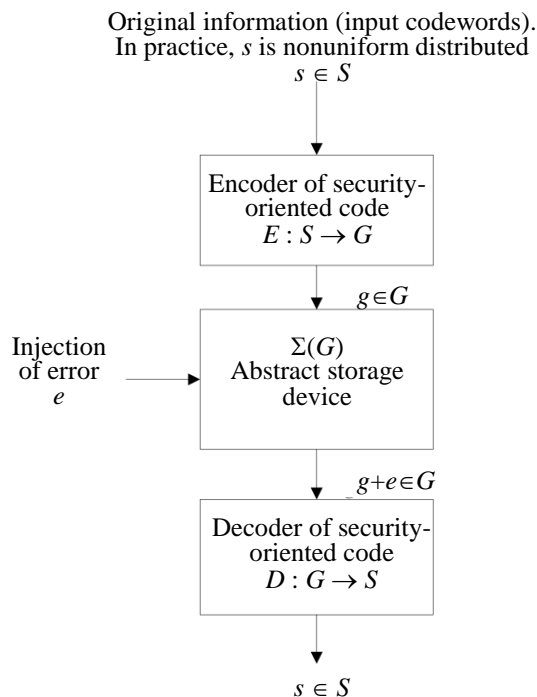 Original information (input codewords).
In practice, s is nonuniform distributed
s ∈ S
Encoder of security-
oriented code
E : S → G
g∈G
Injection
of error
e
Σ(G)
Abstract storage
device
g+e∈G
Decoder of security-
oriented code
D : G → S
s ∈ S